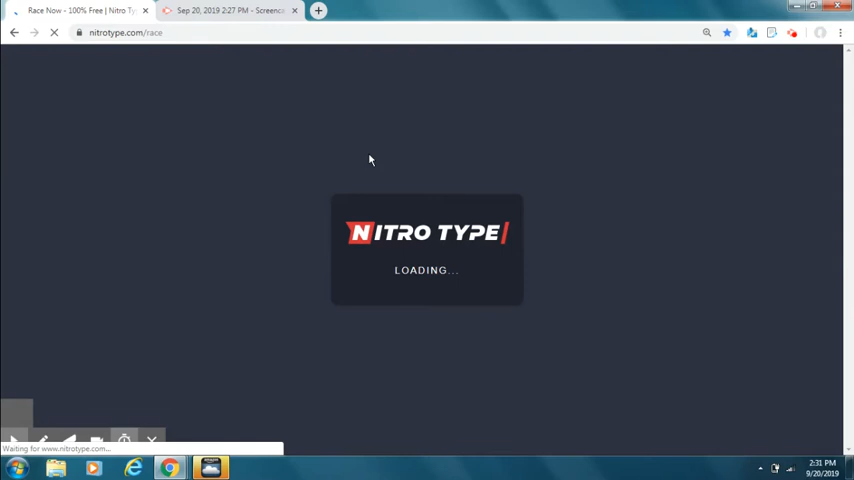 Race Now - 100% Free | Nitro Ty
Sep 20, 2019 2:27 PM - Screenca
nitrotype.com/race
NITRO TYPE
LOADING...
Waiting for www.nitrotype.com...
2:31 PM
9/20/2019